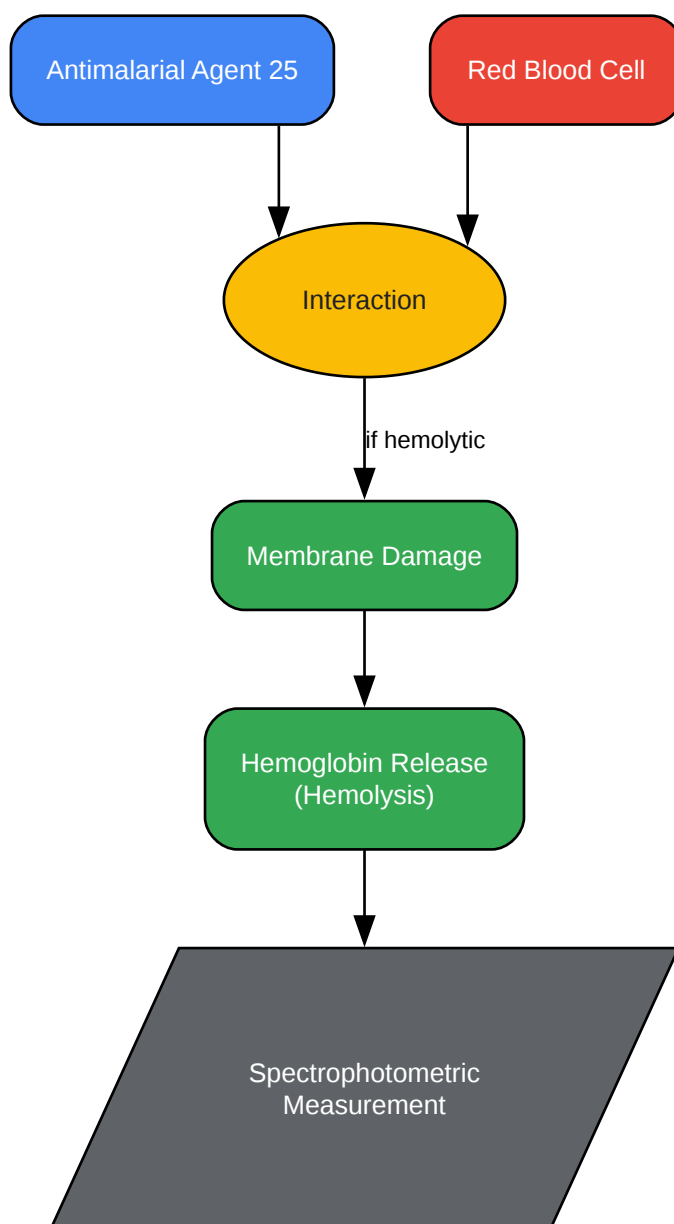 Antimalarial Agent 25
Red Blood Cell
Interaction
if hemolytic
Membrane Damage
Hemoglobin Release
(Hemolysis)
Spectrophotometric
Measurement